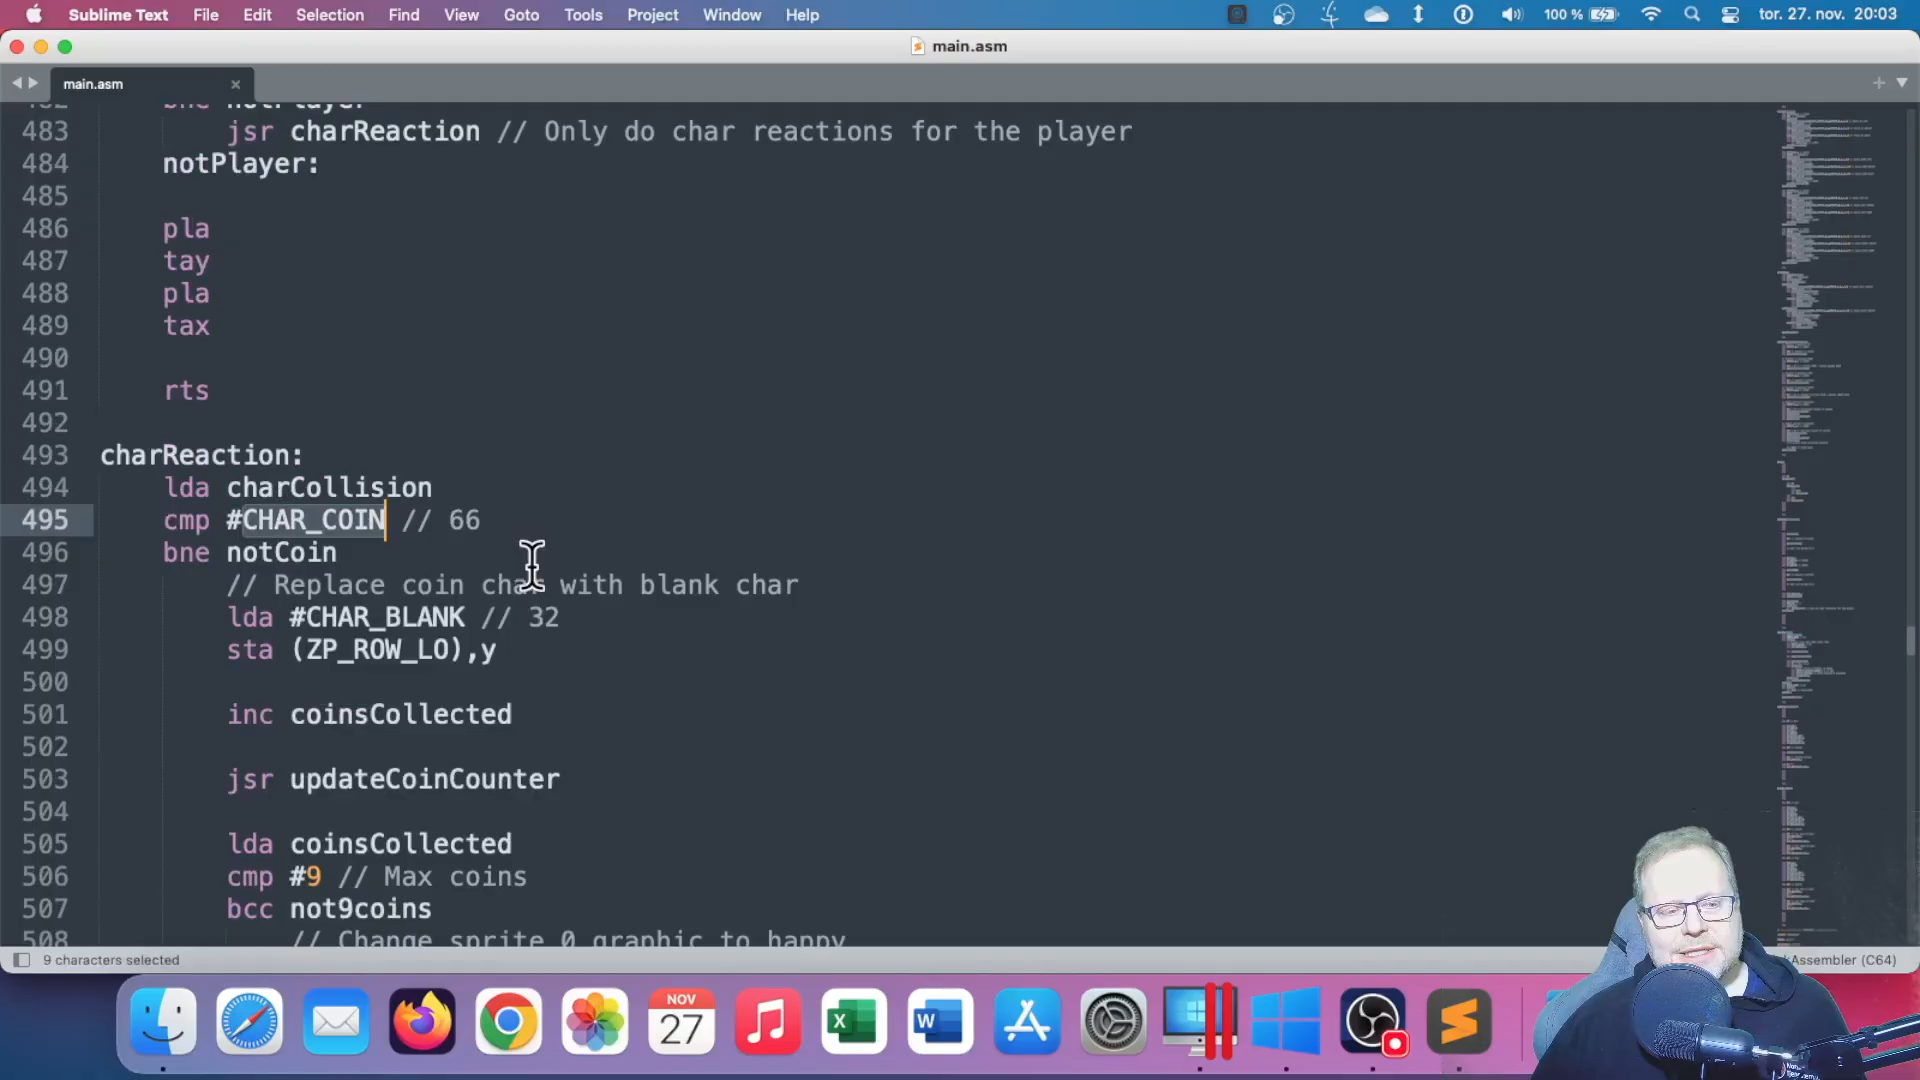 Sublime Text File Edit Selection Find View Goto Tools Project Window Help 100 % tor. 27. nov. 20:03
main.asm
main.asm
482 bne notPlayer
483 jsr charReaction // Only do char reactions for the player
484 notPlayer:
485
486 pla
487 tay
488 pla
489 tax
490
491 rts
492
493 charReaction:
494 lda charCollision
495 cmp #CHAR_COIN // 66
496 bne notCoin
497 // Replace coin char with blank char
498 lda #CHAR_BLANK // 32
499 sta (ZP_ROW_LO),y
500
501 inc coinsCollected
502
503 jsr updateCoinCounter
504
505 lda coinsCollected
506 cmp #9 // Max coins
507 bcc not9coins
508 // Change sprite 0 graphic to happy
9 characters selected
kAssembler (C64)
NOV
27
X
W